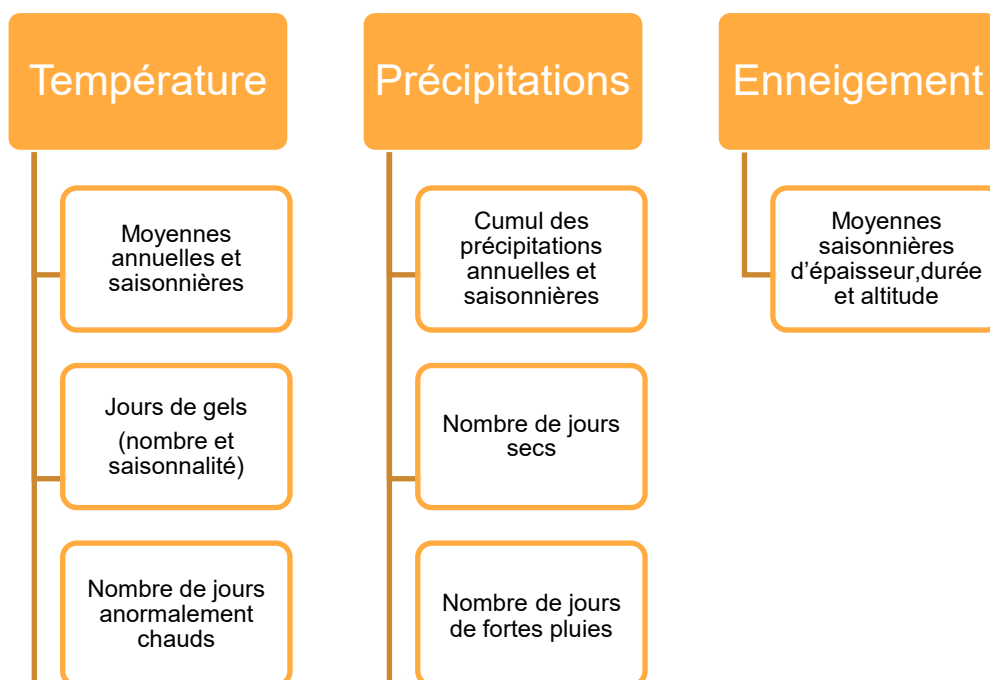 Température
Moyennes
annuelles et
saisonnières
Jours de gels
(nombre et
saisonnalité)
Nombre de jours
anormalement
chauds
Précipitations
Cumul des
précipitations
annuelles et
saisonnières
Nombre de jours
secs
Nombre de jours
de fortes pluies
Enneigement
Moyennes
saisonnières
d’épaisseur,durée
et altitude